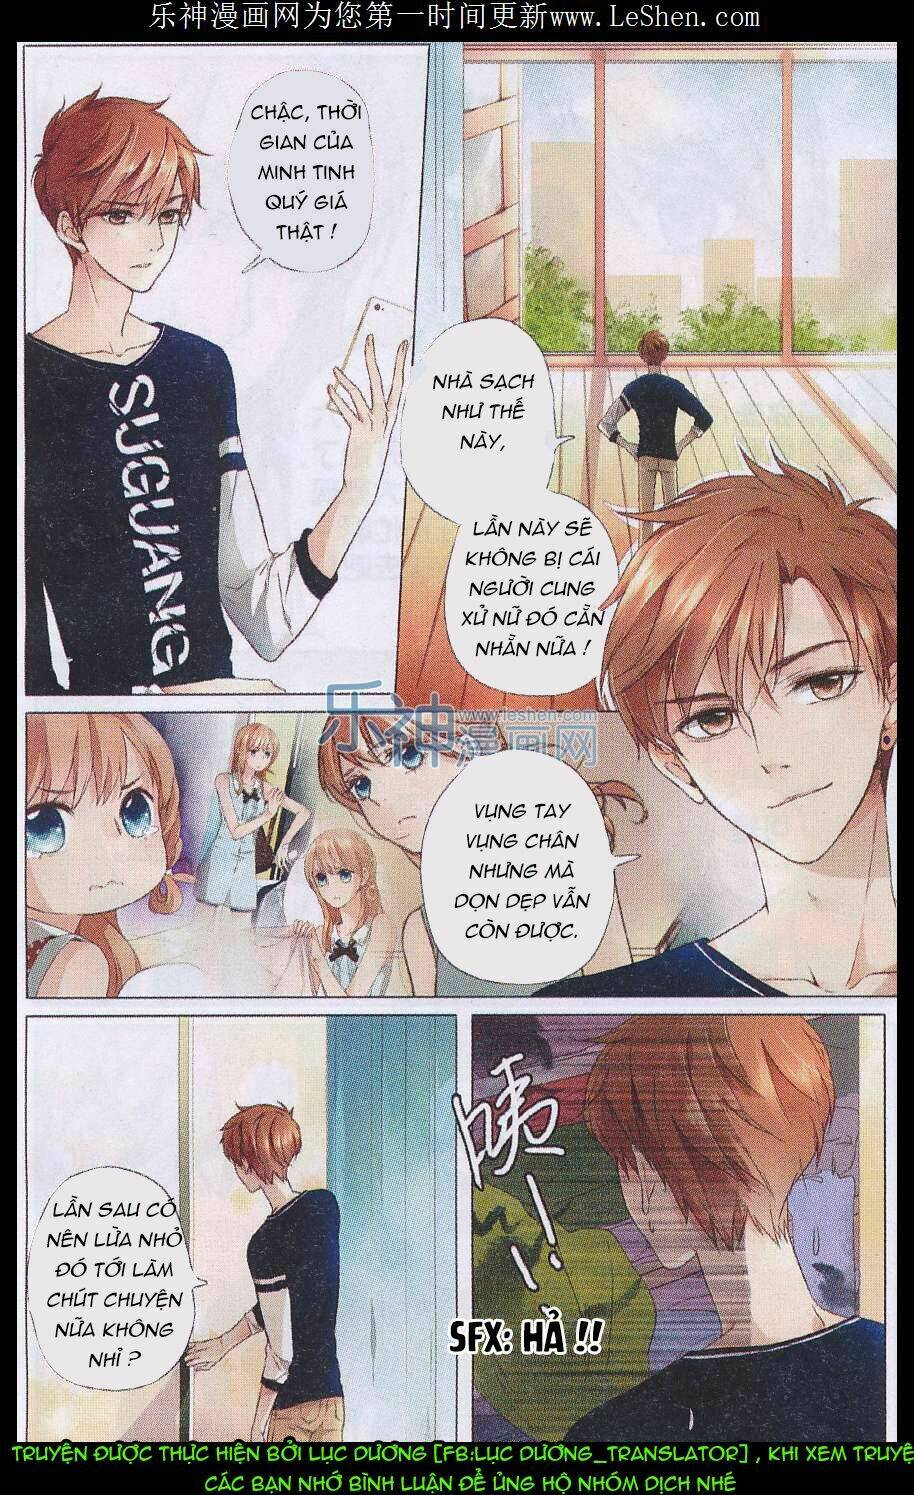 乐神漫画网为您第一时间更新www.LeShen.com
CHẬC, THỜI
GIAN CỦA
MINH TINH
QUÝ GIÁ
THẬT !
SUGUANG
NHÀ SẠCH
NHƯ THẾ
NÀY,
LẦN NÀY SẼ
KHÔNG BỊ CÁI
NGƯỜI CUNG
XỬ NỮ ĐÓ CẰN
NHẰN NỮA !
www.leshen.com
乐神漫画网
VỤNG TAY
VỤNG CHÂN
NHƯNG MÀ
DỌN DẸP VẪN
CÒN ĐƯỢC.
LẦN SAU CÓ
NÊN LỪA NHỎ
ĐÓ TỚI LÀM
CHÚT CHUYỆN
NỮA KHÔNG
NHỈ ?
咦!!
SFX: HẢ !!
TRUYỆN ĐƯỢC THỰC HIỆN BỞI LỤC DƯƠNG [FB:LỤC DƯƠNG_TRANSLATOR] , KHI XEM TRUYỆ
CÁC BẠN NHỚ BÌNH LUẬN ĐỂ ỦNG HỘ NHÓM DỊCH NHÉ